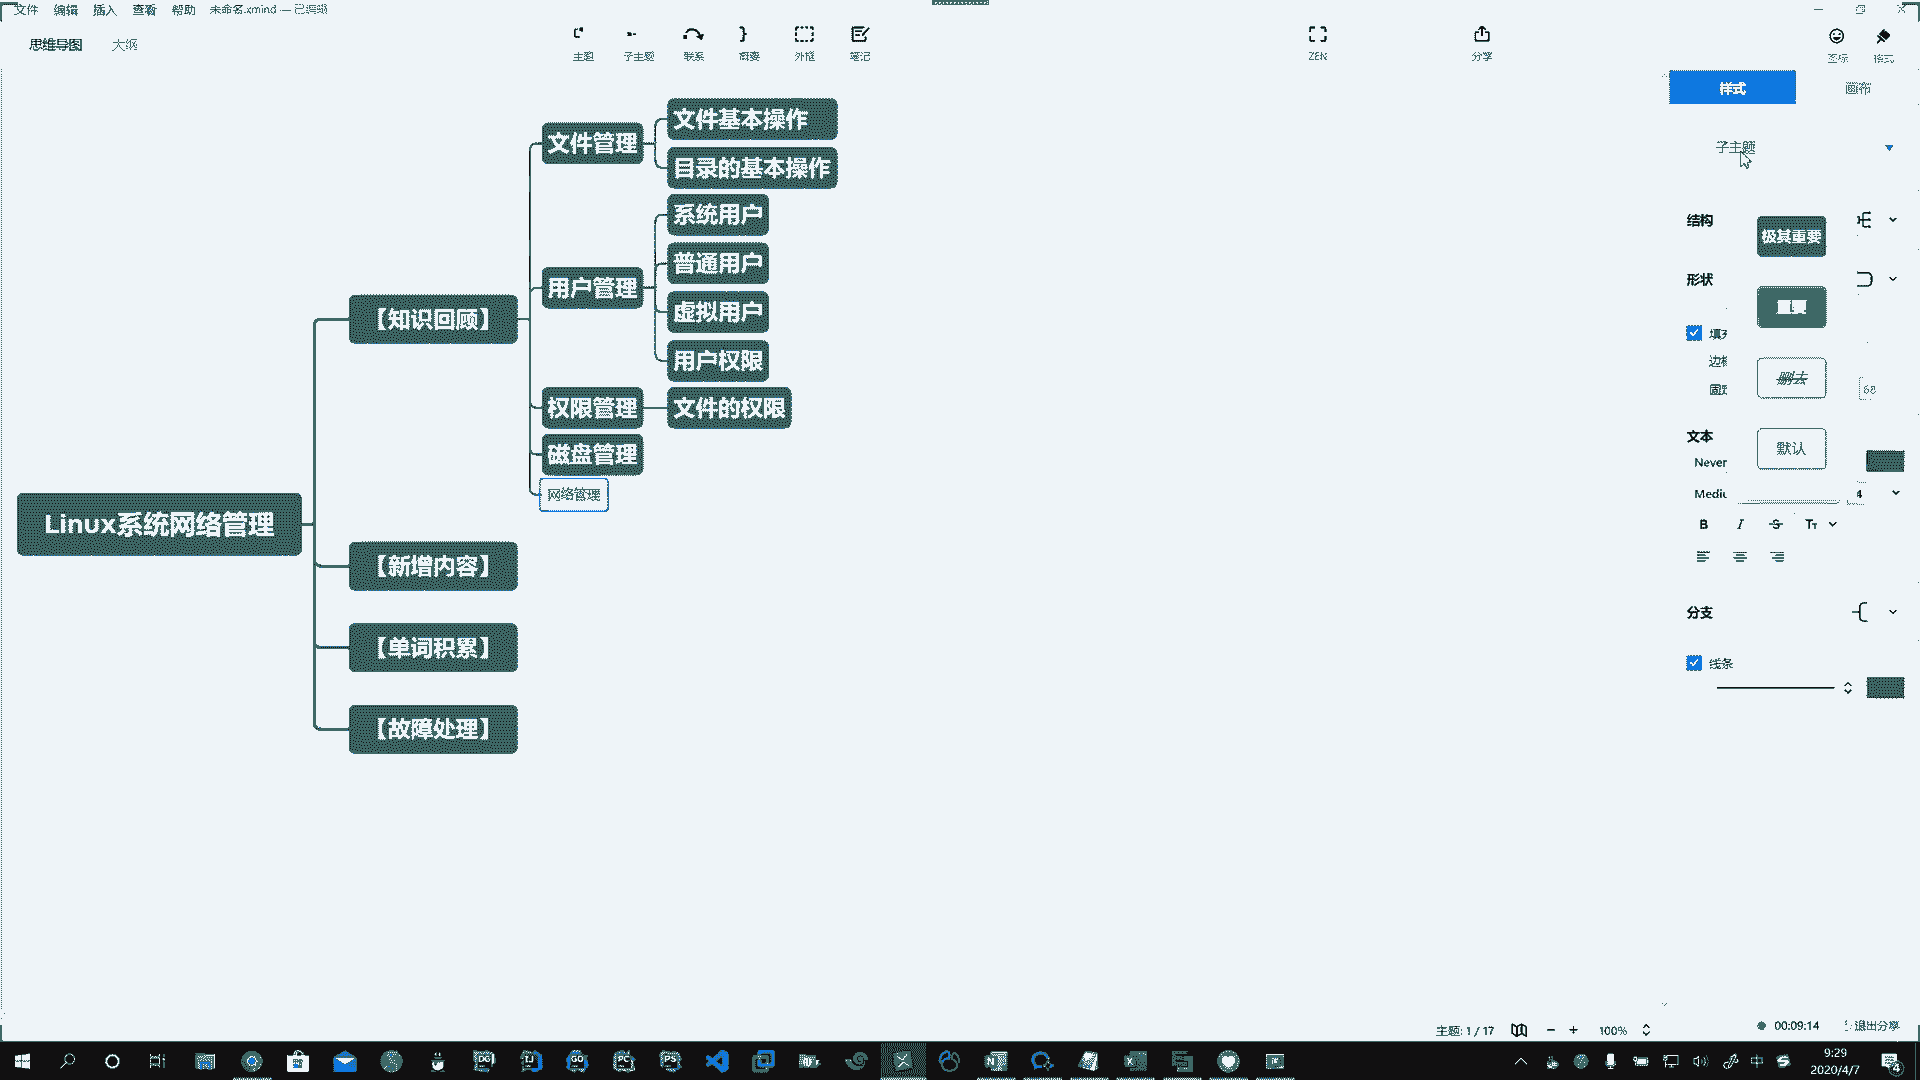 文件 编辑 插入 查看 帮助 未命名.xmind — 已编辑
思维导图 大纲
主题 子主题 联系 概要 外框 笔记 ZEN 分享 图标 格式
样式 画布
子主题
结构
极其重要
形状
重要
填充
边框
删去
68
文本
默认
Never
Mediu
4
B I S Tт
分支
线条
文件管理
文件基本操作
目录的基本操作
用户管理
系统用户
普通用户
虚拟用户
用户权限
【知识回顾】
权限管理
文件的权限
磁盘管理
网络管理
Linux系统网络管理
【新增内容】
【单词积累】
【故障处理】
主题: 1 / 17
100%
00:09:14
退出分享
DG IJ GO PC PS
中
9:29
2020/4/7
4